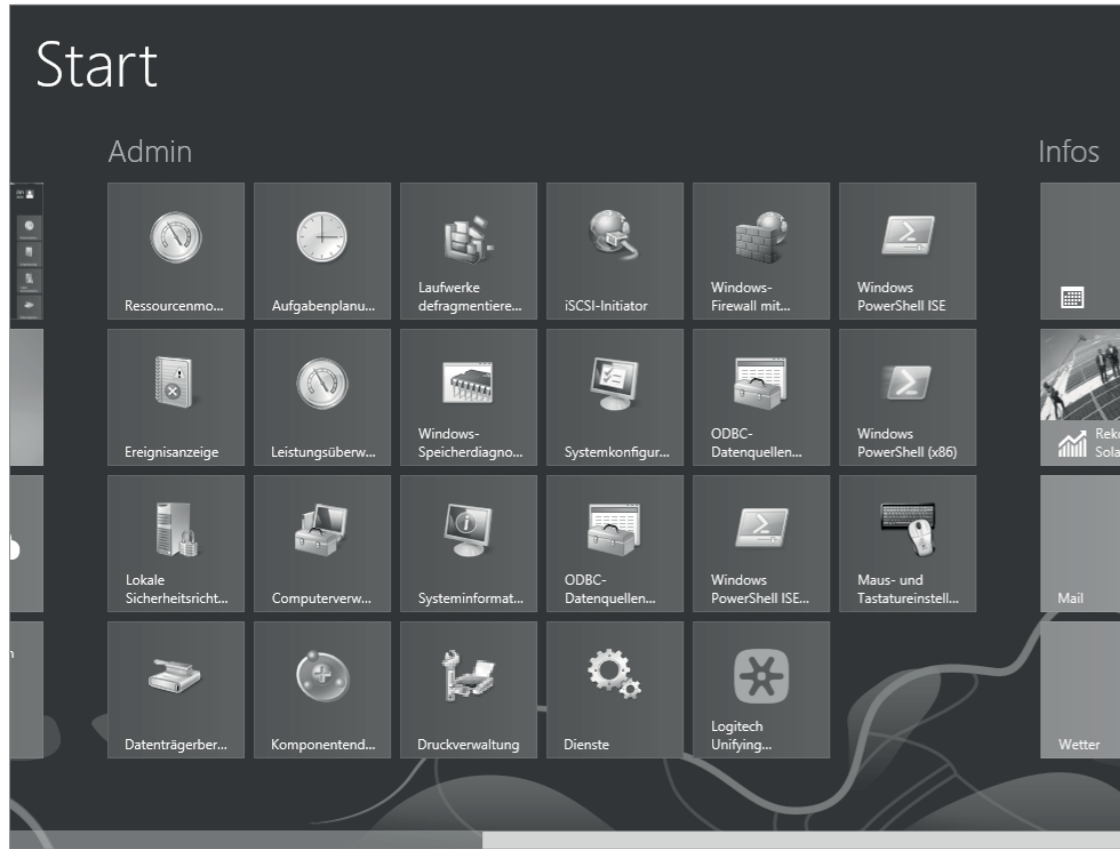 Start
Admin
Infos
Ressourcenmo...
Aufgabenplanu...
Laufwerke
defragmentiere...
iSCSI-Initiator
Windows-
Firewall mit...
Windows
PowerShell ISE
Ereignisanzeige
Leistungsüberw...
Windows-
Speicherdiagno...
Systemkonfigur...
ODBC-
Datenquellen...
Windows
PowerShell (x86)
Reko
Sola
Lokale
Sicherheitsricht...
Computerverw...
Systeminformat...
ODBC-
Datenquellen...
Windows
PowerShell ISE...
Maus- und
Tastatureinstell...
Mail
Datenträgerber...
Komponentend...
Druckverwaltung
Dienste
Logitech
Unifying...
Wetter